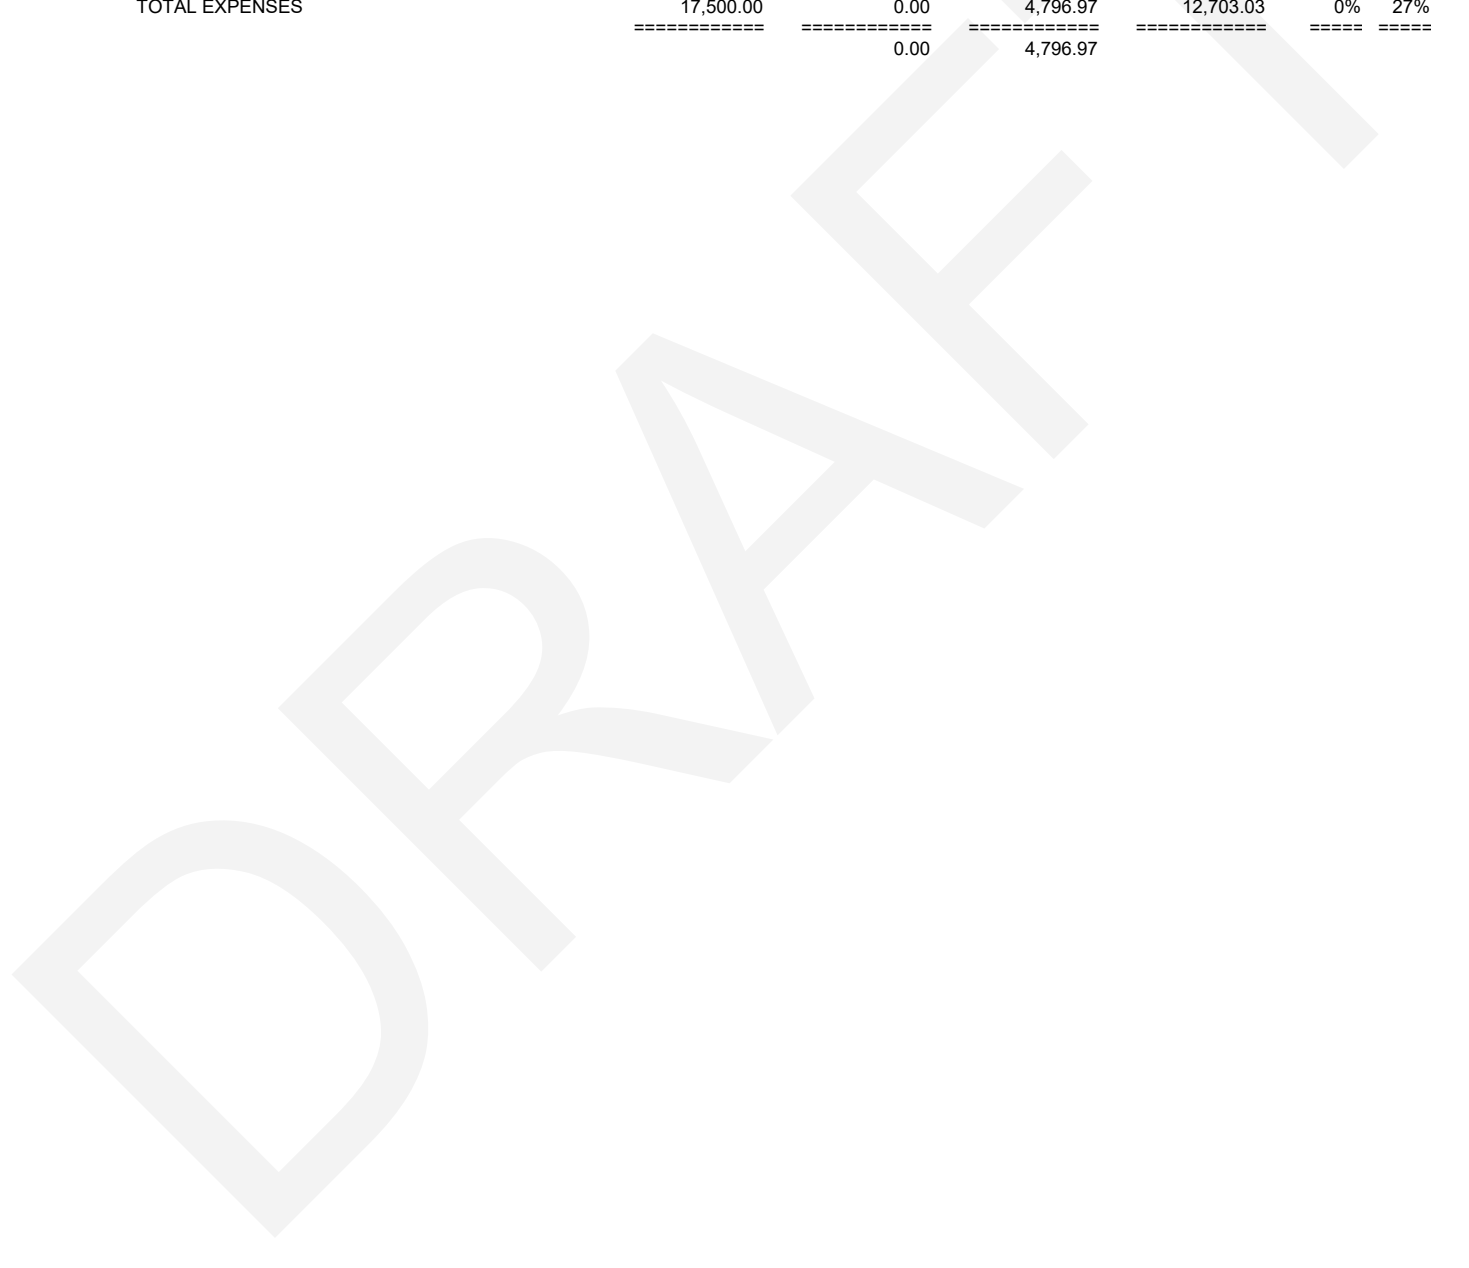 TOTAL EXPENSES 17,500.00 0.00 4,796.97 12,703.03 0% 27%
============ ============ ============ ============ ===== =====
0.00 4,796.97
DRAFT